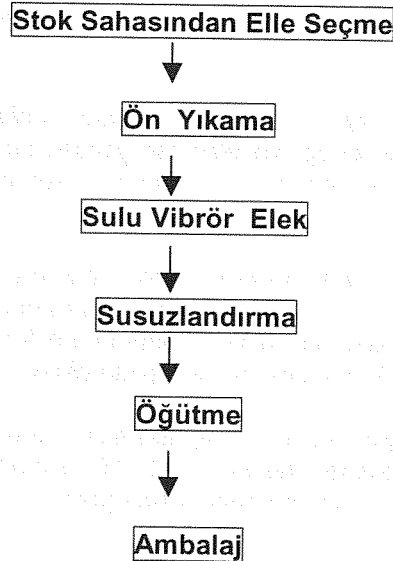 Stok Sahasından Elle Seçme
Ön Yıkama
Sulu Vibrör Elek
Susuzlandırma
Öğütme
Ambalaj